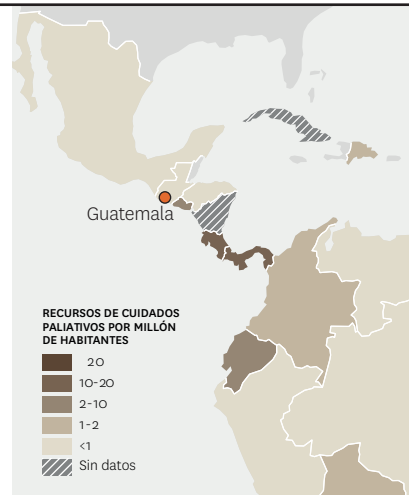 Guatemala
RECURSOS DE CUIDADOS
PALIATIVOS POR MILLÓN
DE HABITANTES
20
10-20
2-10
1-2
<1
Sin datos